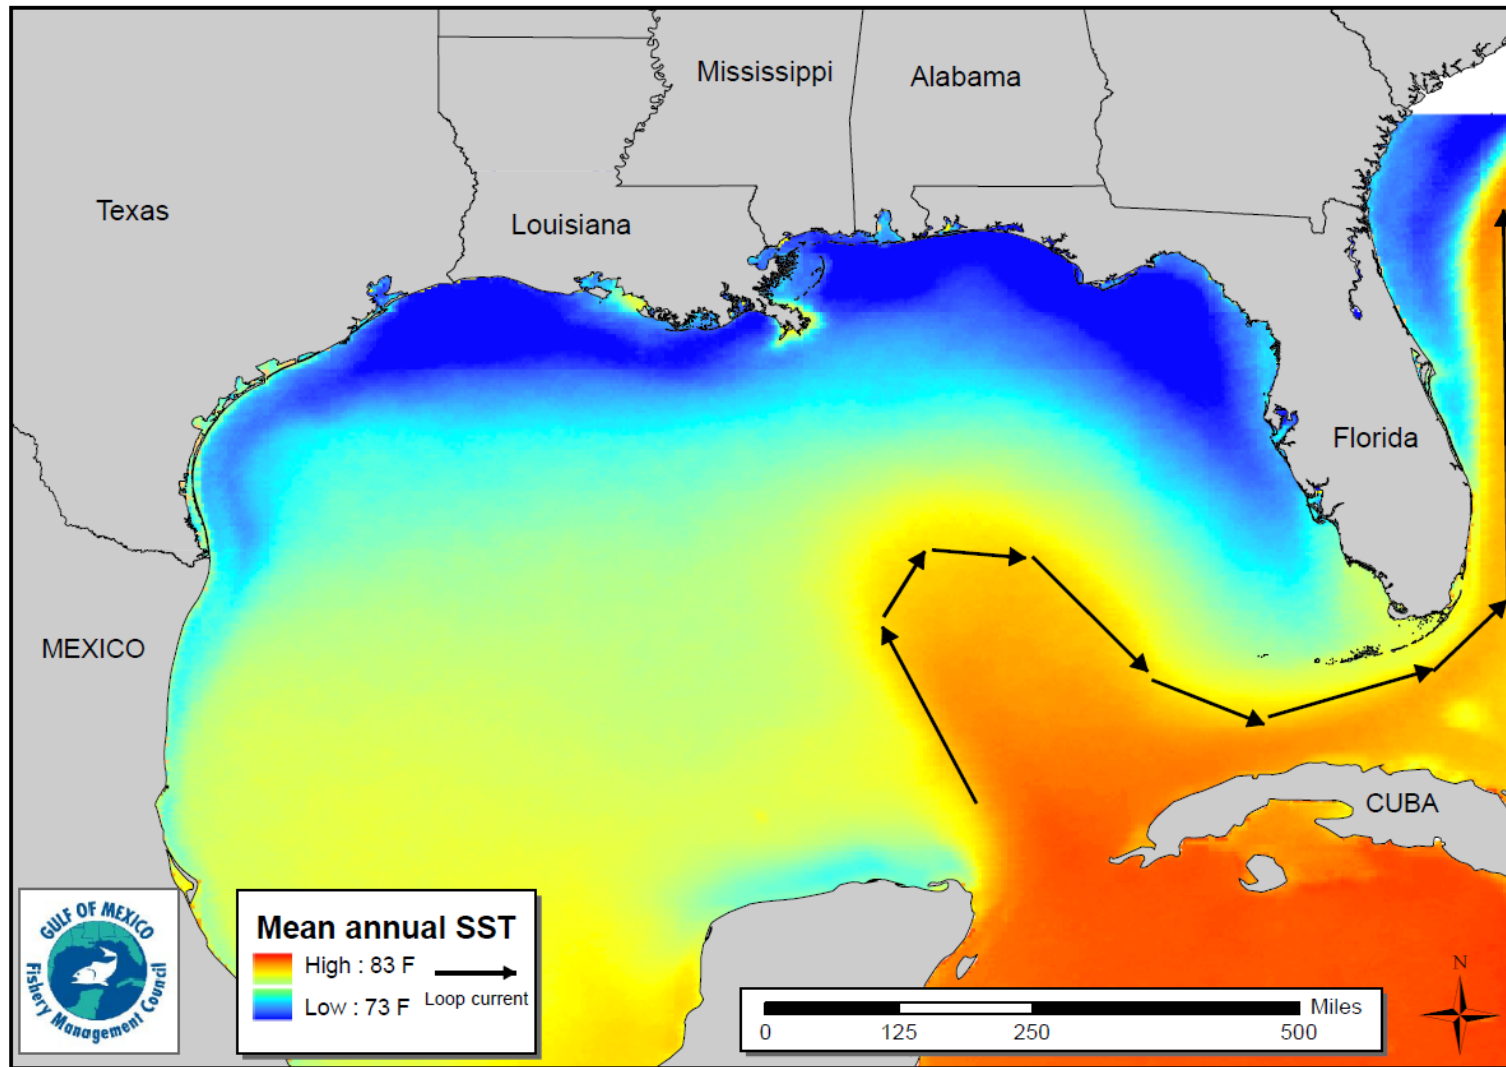 Mississippi
Alabama
Texas
Louisiana
Florida
MEXICO
CUBA
GULF OF MEXICO
Fishery Management Council
Mean annual SST
High : 83 F
Low : 73 F
Loop current
Miles
0 125 250 500
N